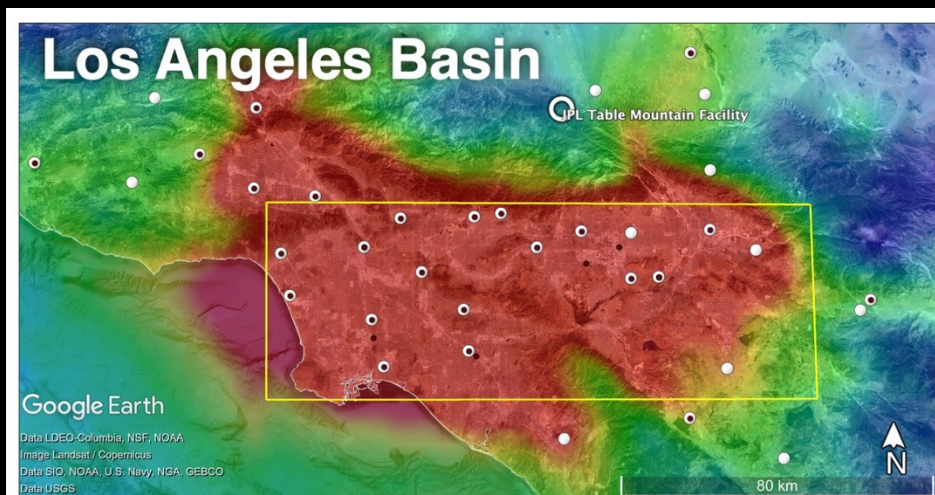 Los Angeles Basin
JPL Table Mountain Facility
Google Earth
Data LDEO-Columbia, NSF, NOAA
Image Landsat / Copernicus
Data SIO, NOAA, U.S. Navy, NGA, GEBCO
Data USGS
N
80 km